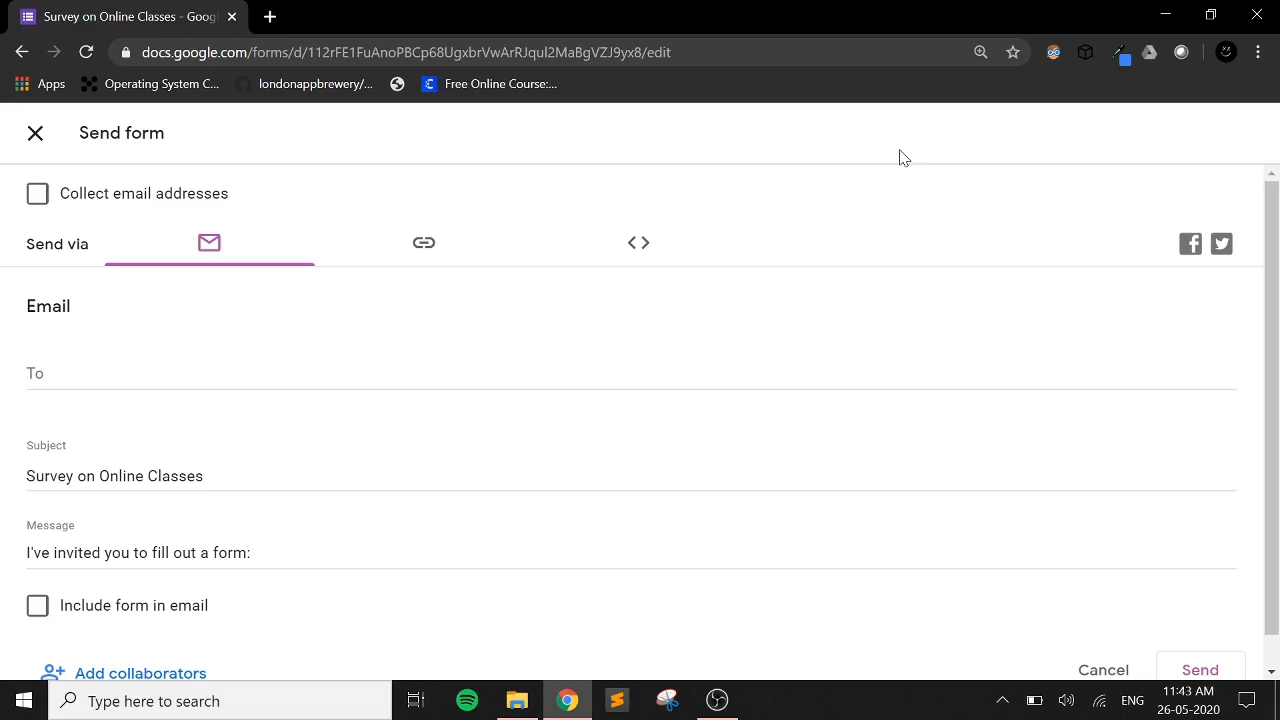 Survey on Online Classes - Goog
docs.google.com/forms/d/112rFE1FuAnoPBCp68UgxbrVwArRJqul2MaBgVZJ9yx8/edit
Apps
Operating System C...
londonappbrewery/...
Free Online Course:...
Send form
Collect email addresses
Send via
Email
To
Subject
Survey on Online Classes
Message
I've invited you to fill out a form:
Include form in email
Add collaborators
Cancel
Send
Type here to search
ENG
11:43 AM
26-05-2020